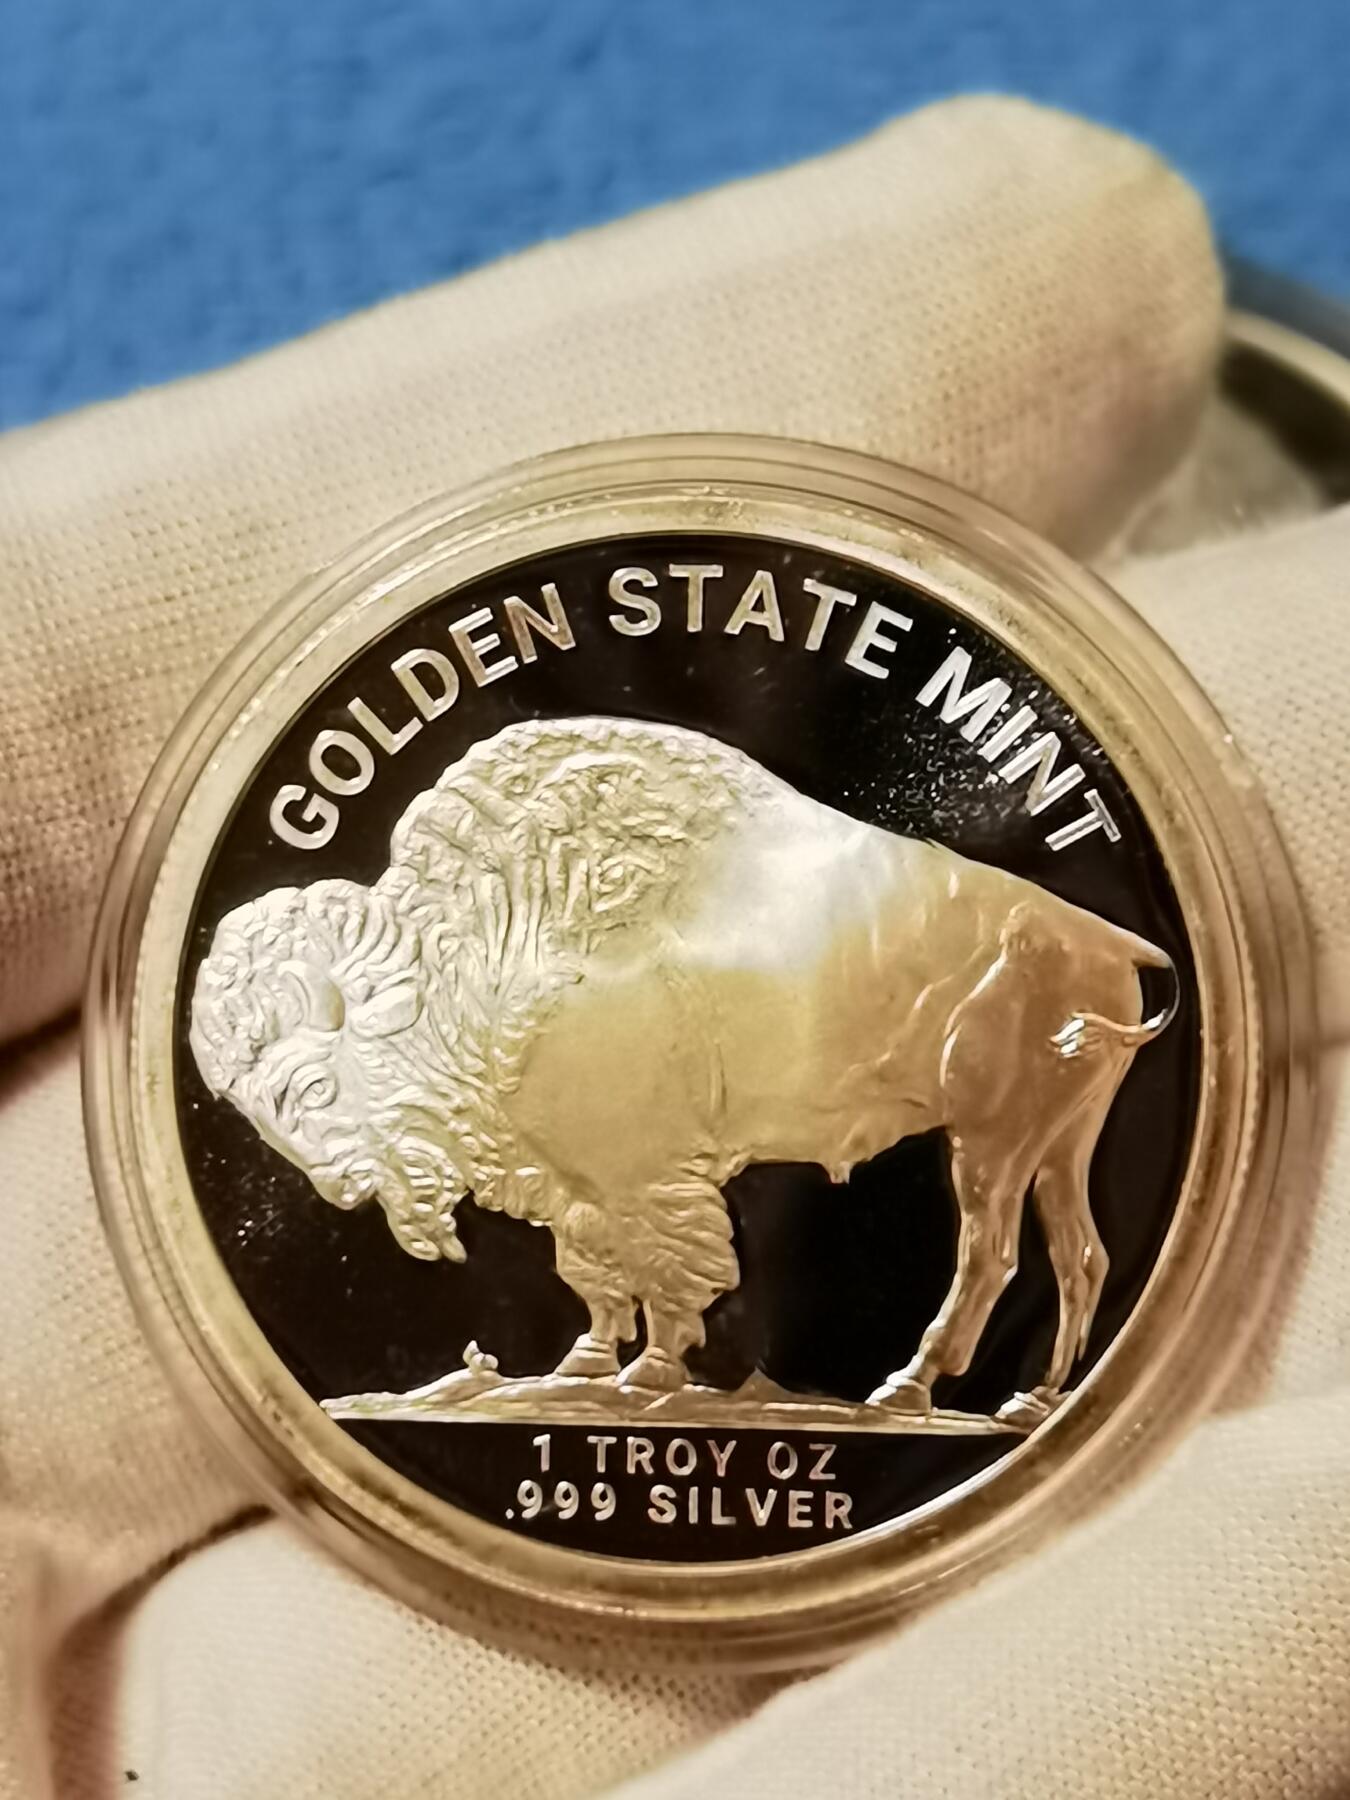 GOLDEN STATE MINT
1 TROY OZ
.999 SILVER